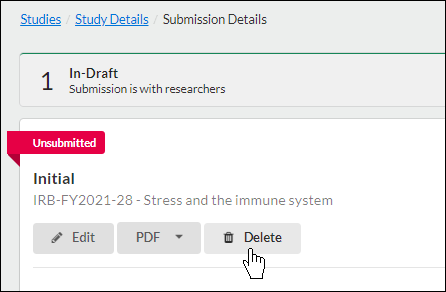 Studies / Study Details / Submission Details
1 In-Draft
Submission is with researchers
Unsubmitted
Initial
IRB-FY2021-28 - Stress and the immune system
Edit PDF Delete